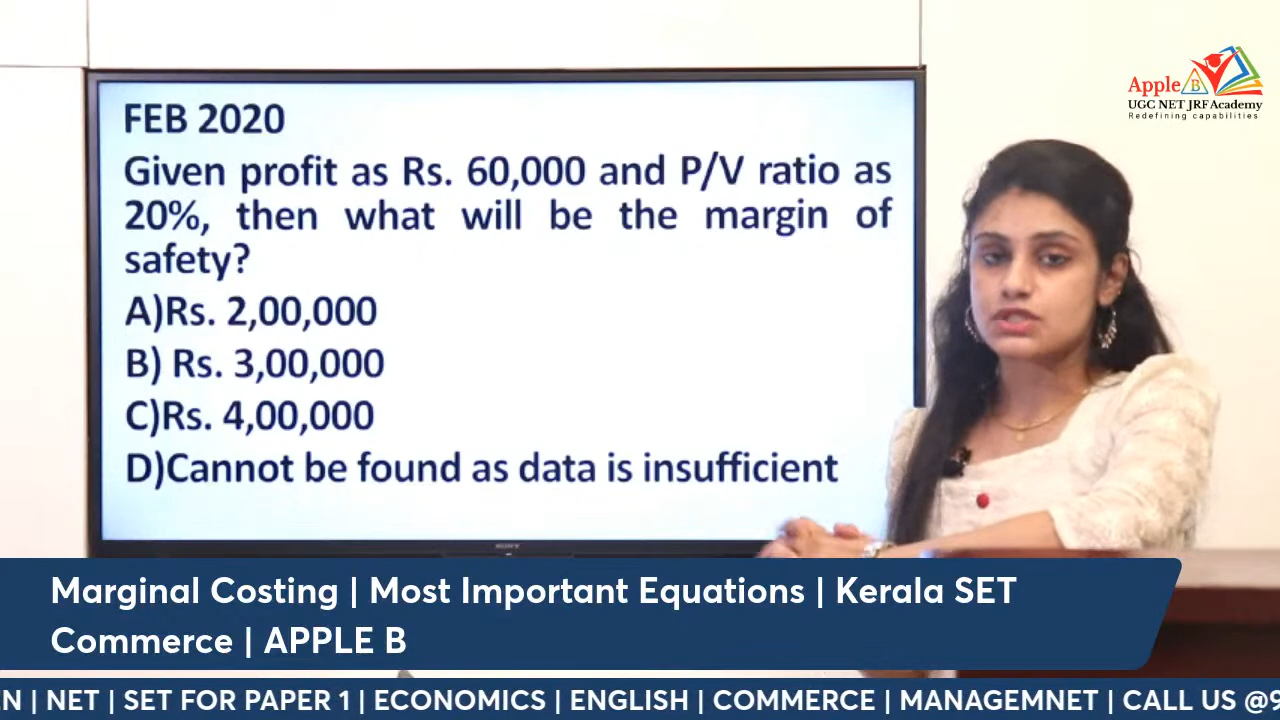 FEB 2020
Given profit as Rs. 60,000 and P/V ratio as
20%, then what will be the margin of
safety?
A)Rs. 2,00,000
B) Rs. 3,00,000
C)Rs. 4,00,000
D)Cannot be found as data is insufficient
Apple B
UGC NET JRF Academy
Redefining capabilities
SONY
Marginal Costing | Most Important Equations | Kerala SET
Commerce | APPLE B
EN | NET | SET FOR PAPER 1 | ECONOMICS | ENGLISH | COMMERCE | MANAGEMNET | CALL US @9